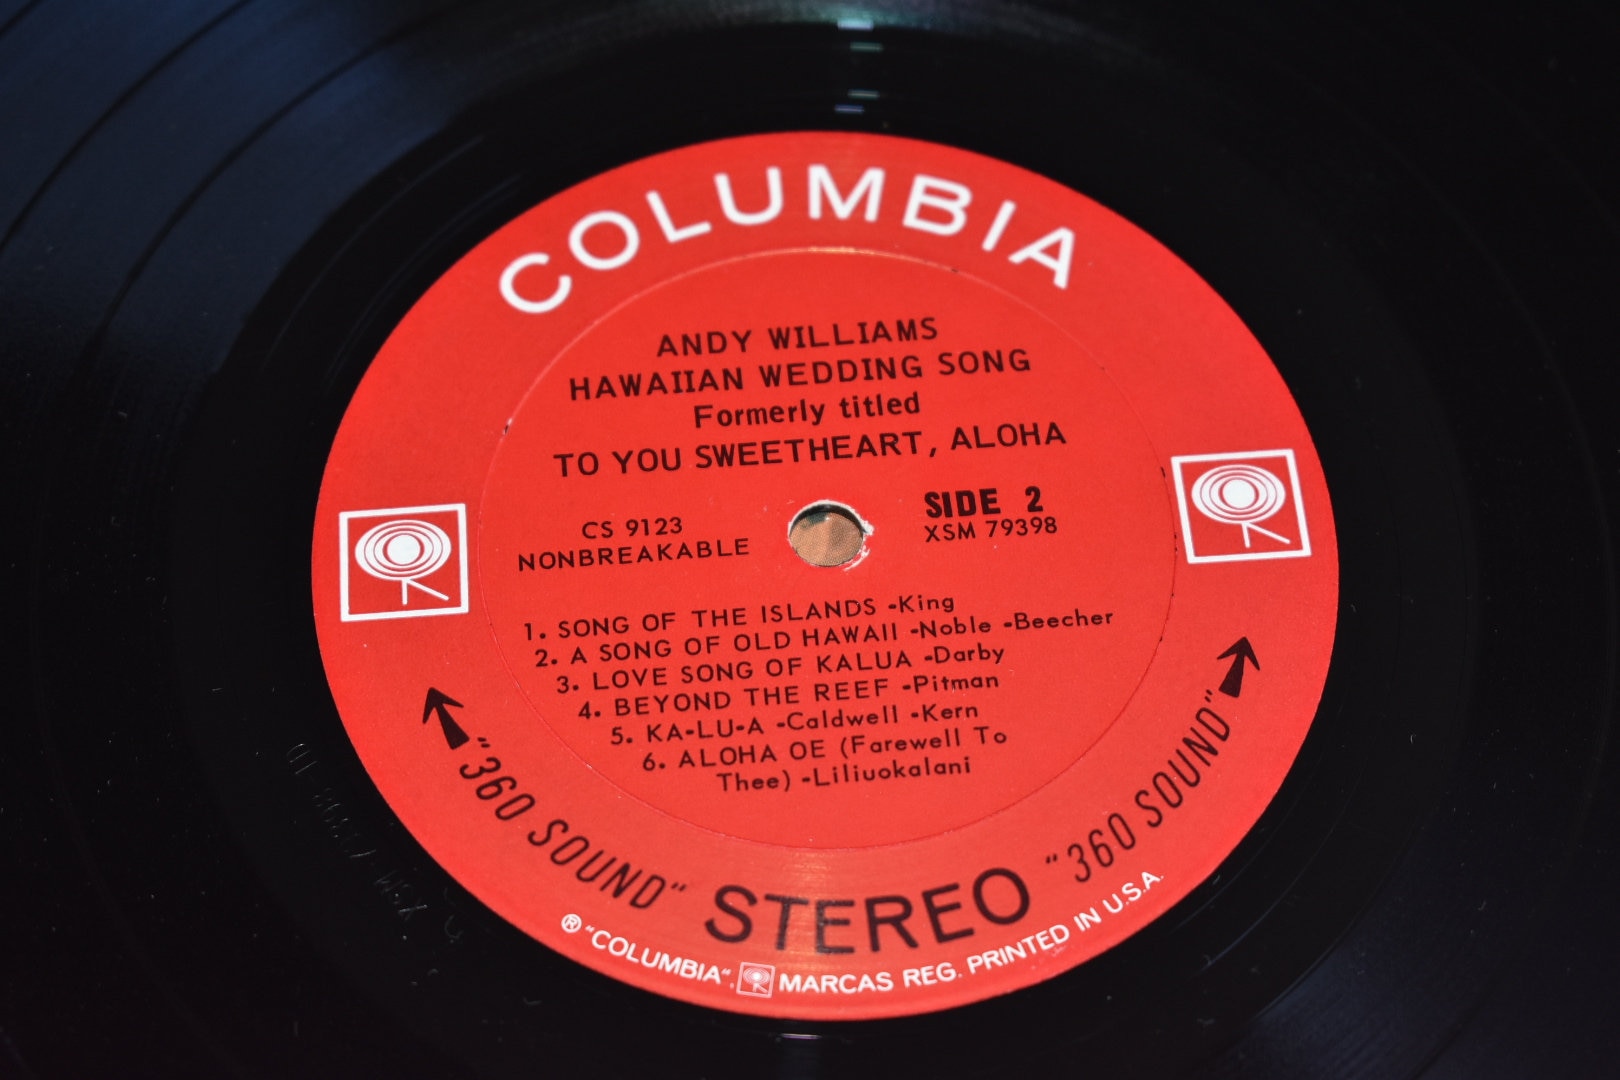 COLUMBIA
ANDY WILLIAMS
HAWAIIAN WEDDING SONG
Formerly titled
TO YOU SWEETHEART, ALOHA
CS 9123
NONBREAKABLE
SIDE 2
XSM 79398
1. SONG OF THE ISLANDS -King
2. A SONG OF OLD HAWAII -Noble -Beecher
3. LOVE SONG OF KALUA -Darby
4. BEYOND THE REEF -Pitman
5. KA-LU-A -Caldwell -Kern
6. ALOHA OE (Farewell To
Thee) -Liliuokalani
"360 SOUND" STEREO "360 SOUND"
® "COLUMBIA", MARCAS REG. PRINTED IN U.S.A.